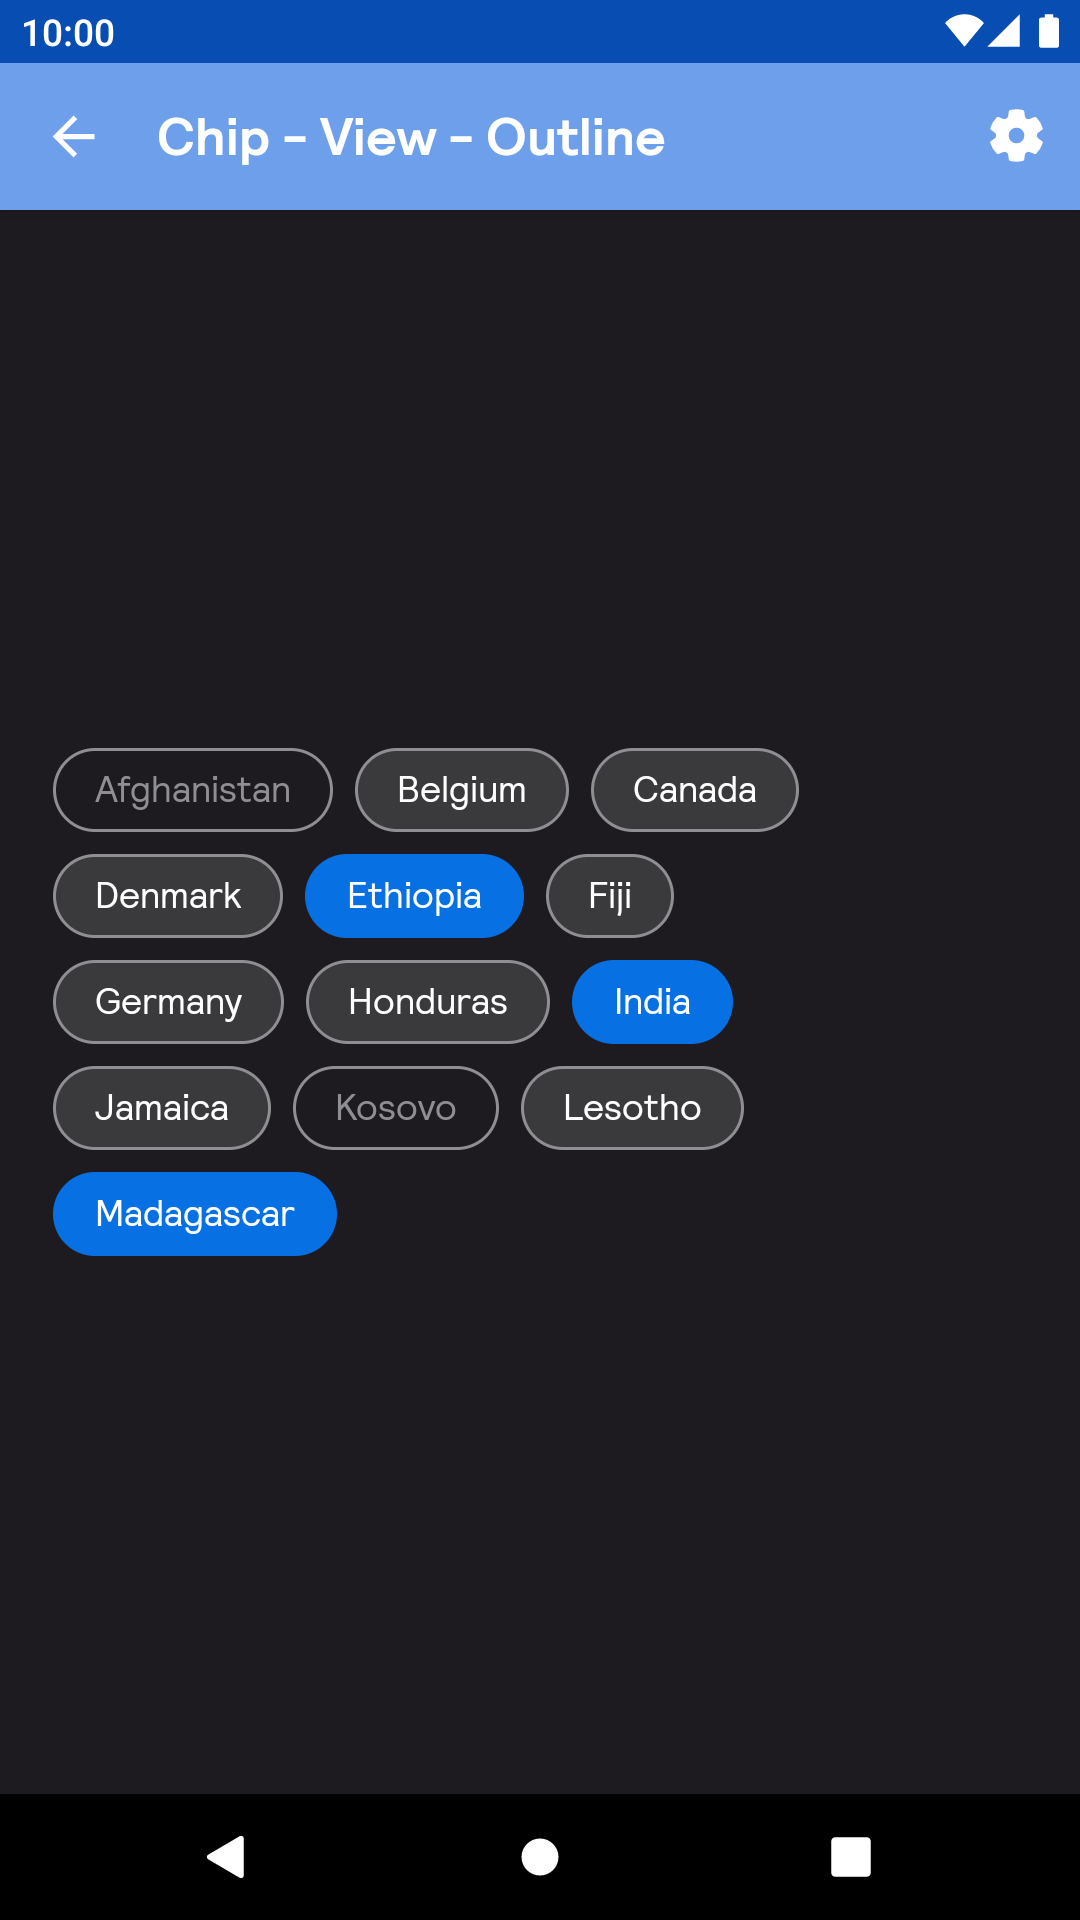 10:00
Chip - View - Outline
Afghanistan Belgium Canada
Denmark Ethiopia Fiji
Germany Honduras India
Jamaica Kosovo Lesotho
Madagascar